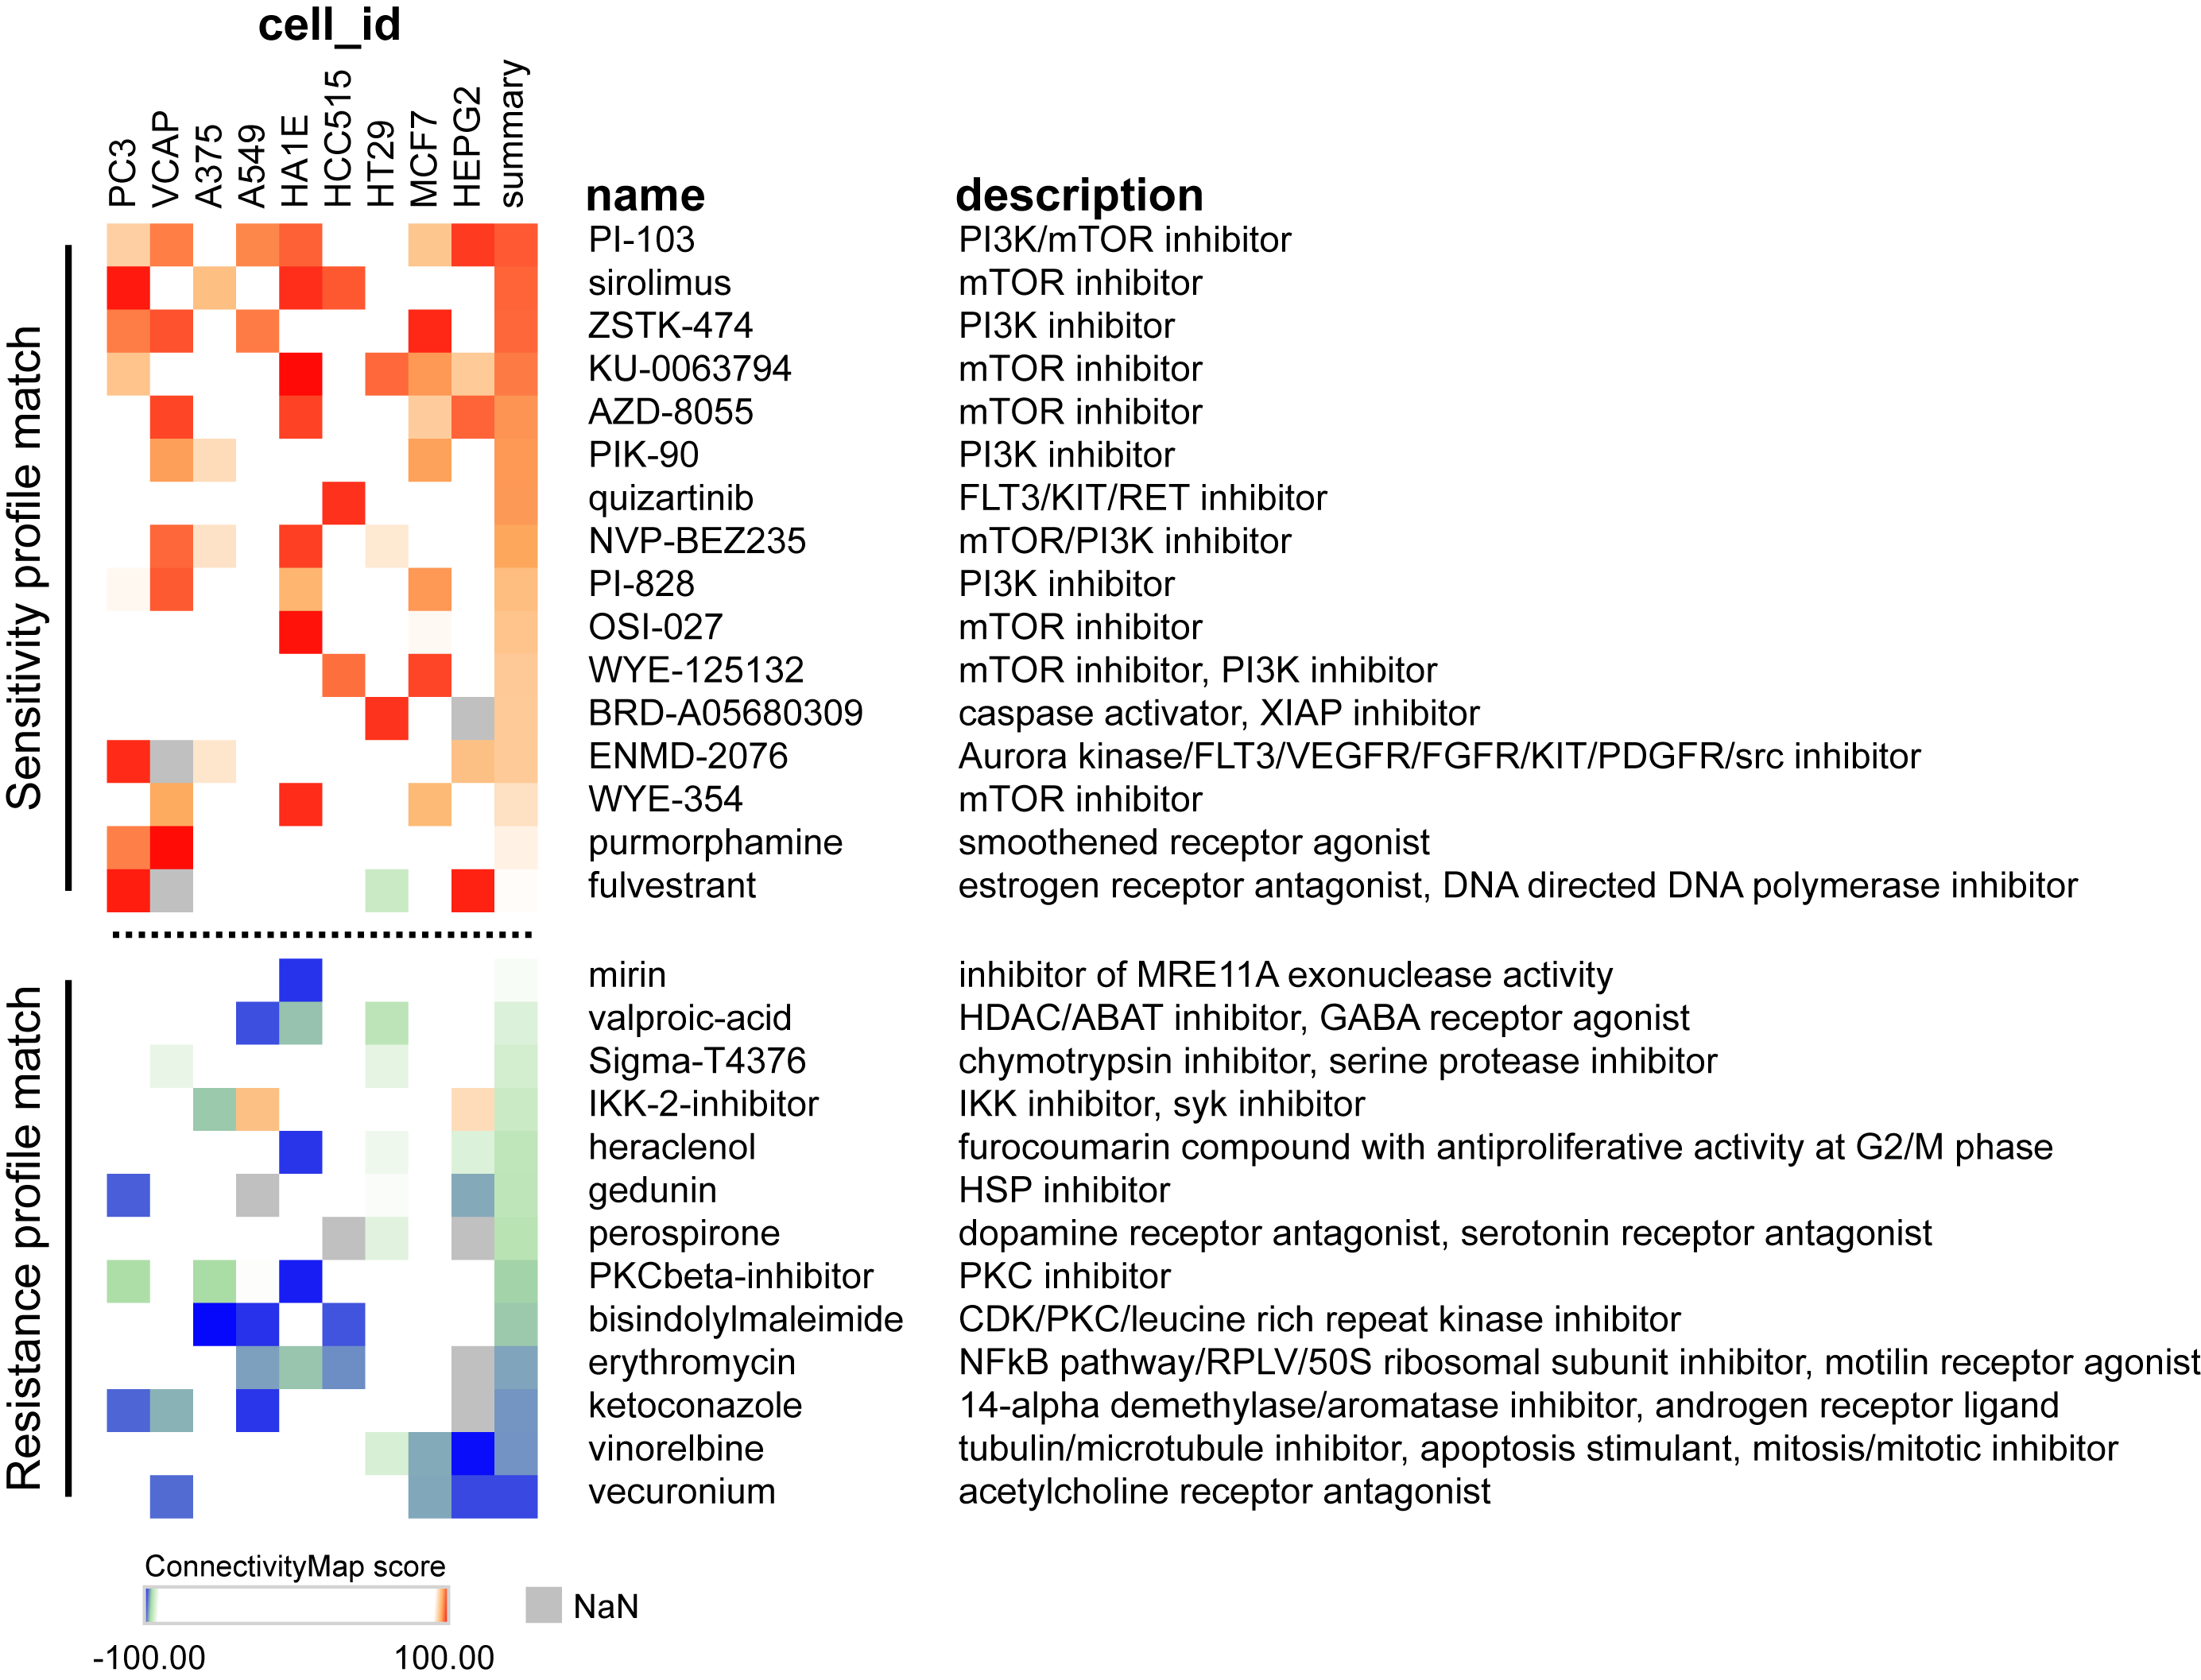 cell_id
PC3
VCAP
A375
A549
HA1E
HCC515
HT29
MCF7
HEPG2
summary
name description
Sensitivity profile match
PI-103 PI3K/mTOR inhibitor
sirolimus mTOR inhibitor
ZSTK-474 PI3K inhibitor
KU-0063794 mTOR inhibitor
AZD-8055 mTOR inhibitor
PIK-90 PI3K inhibitor
quizartinib FLT3/KIT/RET inhibitor
NVP-BEZ235 mTOR/PI3K inhibitor
PI-828 PI3K inhibitor
OSI-027 mTOR inhibitor
WYE-125132 mTOR inhibitor, PI3K inhibitor
BRD-A05680309 caspase activator, XIAP inhibitor
ENMD-2076 Aurora kinase/FLT3/VEGFR/FGFR/KIT/PDGFR/src inhibitor
WYE-354 mTOR inhibitor
purmorphamine smoothened receptor agonist
fulvestrant estrogen receptor antagonist, DNA directed DNA polymerase inhibitor
Resistance profile match
mirin inhibitor of MRE11A exonuclease activity
valproic-acid HDAC/ABAT inhibitor, GABA receptor agonist
Sigma-T4376 chymotrypsin inhibitor, serine protease inhibitor
IKK-2-inhibitor IKK inhibitor, syk inhibitor
heraclenol furocoumarin compound with antiproliferative activity at G2/M phase
gedunin HSP inhibitor
perospirone dopamine receptor antagonist, serotonin receptor antagonist
PKCbeta-inhibitor PKC inhibitor
bisindolylmaleimide CDK/PKC/leucine rich repeat kinase inhibitor
erythromycin NFkB pathway/RPLV/50S ribosomal subunit inhibitor, motilin receptor agonist
ketoconazole 14-alpha demethylase/aromatase inhibitor, androgen receptor ligand
vinorelbine tubulin/microtubule inhibitor, apoptosis stimulant, mitosis/mitotic inhibitor
vecuronium acetylcholine receptor antagonist
ConnectivityMap score
NaN
-100.00 100.00